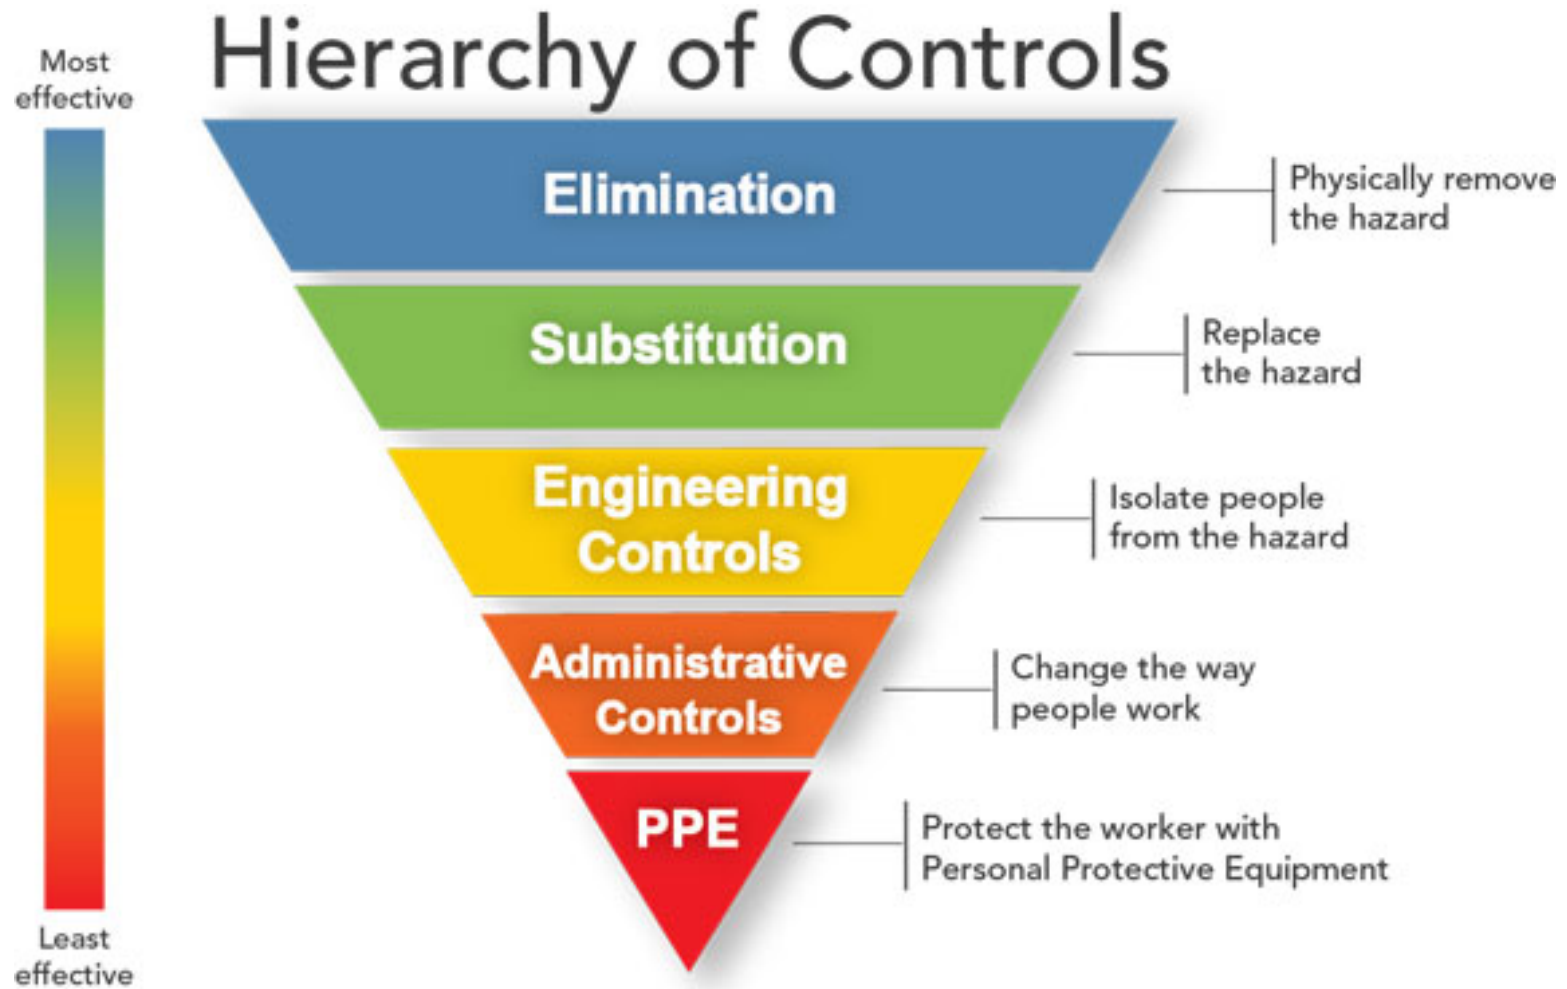 Hierarchy of Controls
Most
effective
Elimination
Physically remove
the hazard
Substitution
Replace
the hazard
Engineering
Controls
Isolate people
from the hazard
Administrative
Controls
Change the way
people work
PPE
Protect the worker with
Personal Protective Equipment
Least
effective